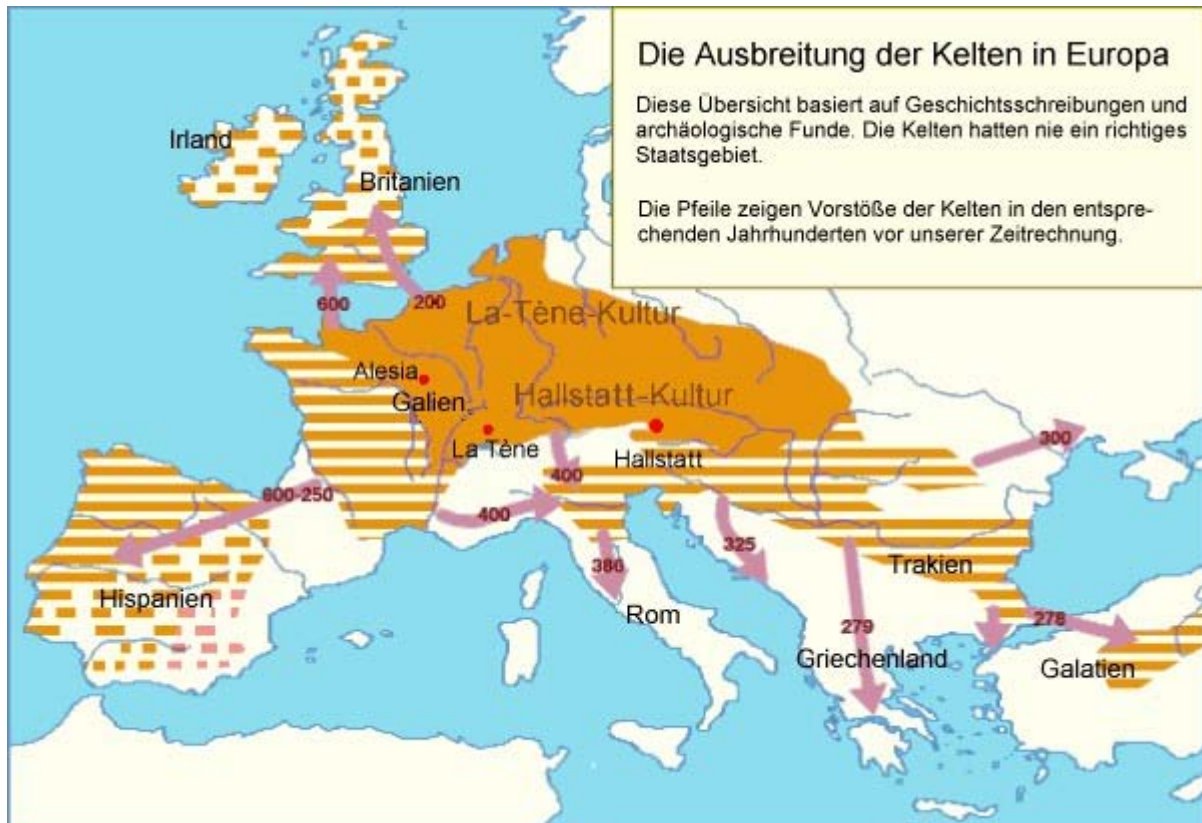 Die Ausbreitung der Kelten in Europa
Diese Übersicht basiert auf Geschichtsschreibungen und
archäologische Funde. Die Kelten hatten nie ein richtiges
Staatsgebiet.
Die Pfeile zeigen Vorstöße der Kelten in den entspre-
chenden Jahrhunderten vor unserer Zeitrechnung.
Irland
Britanien
600
200
La-Tène-Kultur
Alesia
Galien
Hallstatt-Kultur
La Tène
Hallstatt
400
300
600-250
400
325
380
Trakien
Hispanien
Rom
279
278
Griechenland
Galatien